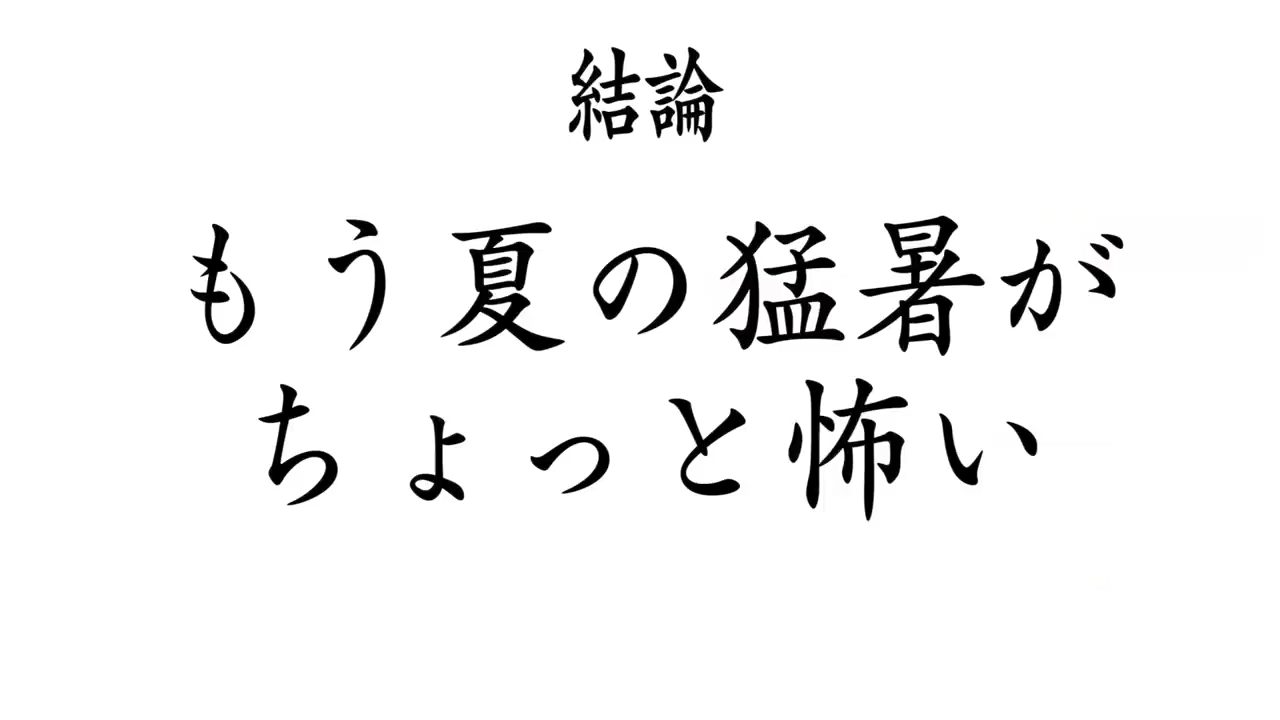 結論
もう夏の猛暑が
ちょっと怖い